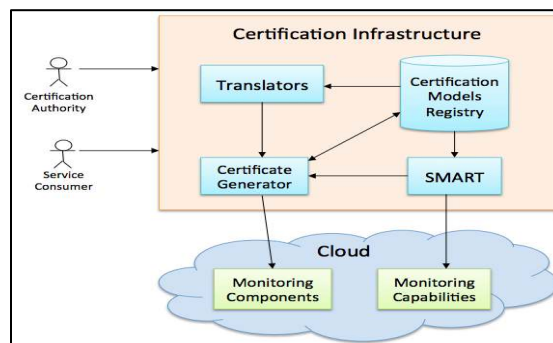 Certification Infrastructure
Certification
Authority
Service
Consumer
Translators
Certification
Models
Registry
Certificate
Generator
SMART
Cloud
Monitoring
Components
Monitoring
Capabilities